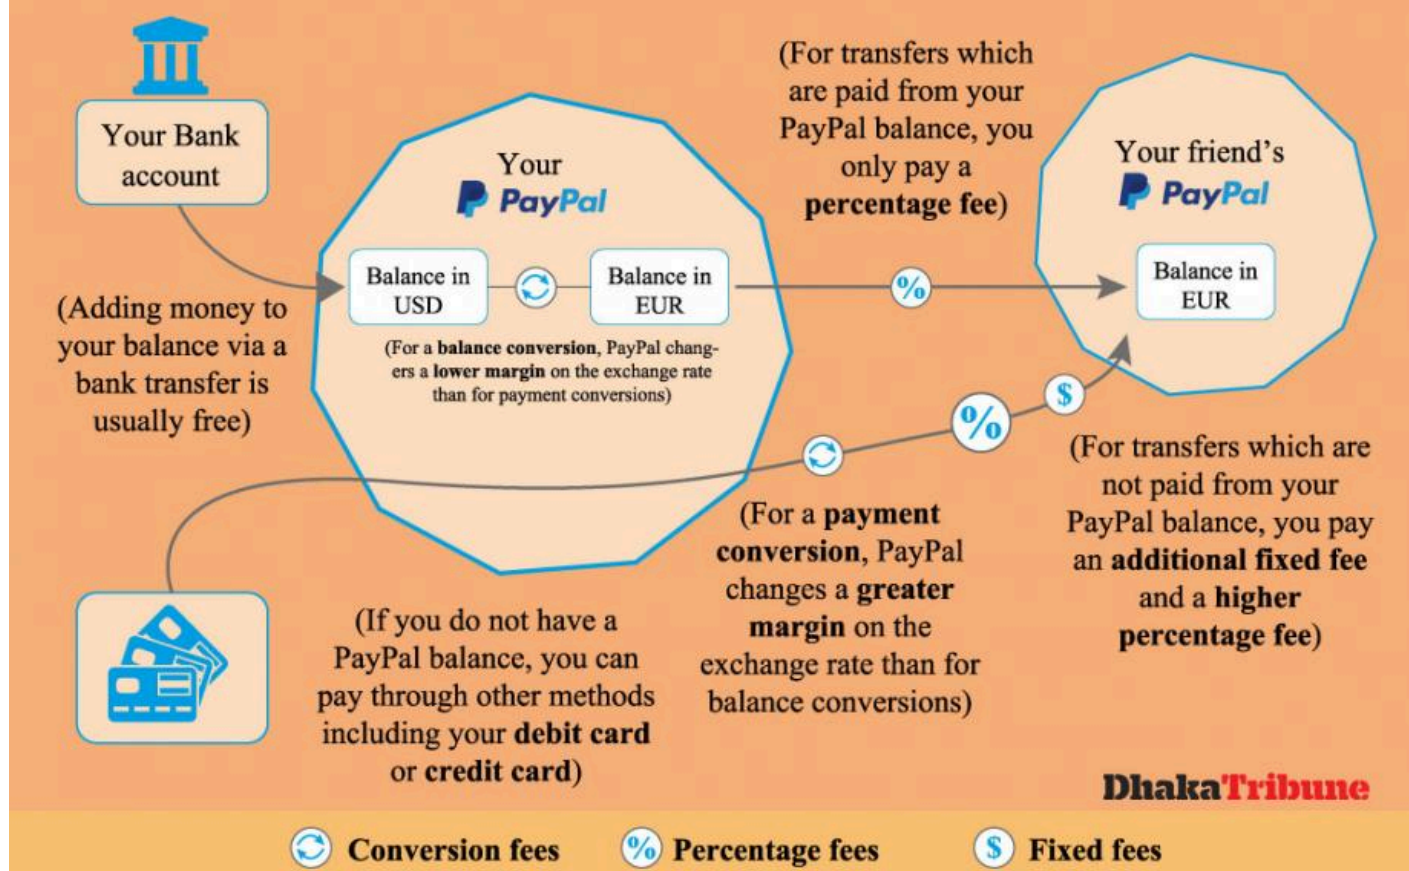 Your Bank
account
(Adding money to
your balance via a
bank transfer is
usually free)
Your
PayPal
Balance in
USD
Balance in
EUR
(For a balance conversion, PayPal chang-
ers a lower margin on the exchange rate
than for payment conversions)
(For transfers which
are paid from your
PayPal balance, you
only pay a
percentage fee)
%
Your friend's
PayPal
Balance in
EUR
%
$
(If you do not have a
PayPal balance, you can
pay through other methods
including your debit card
or credit card)
(For a payment
conversion, PayPal
changes a greater
margin on the
exchange rate than for
balance conversions)
(For transfers which are
not paid from your
PayPal balance, you pay
an additional fixed fee
and a higher
percentage fee)
DhakaTribune
Conversion fees
% Percentage fees
$ Fixed fees